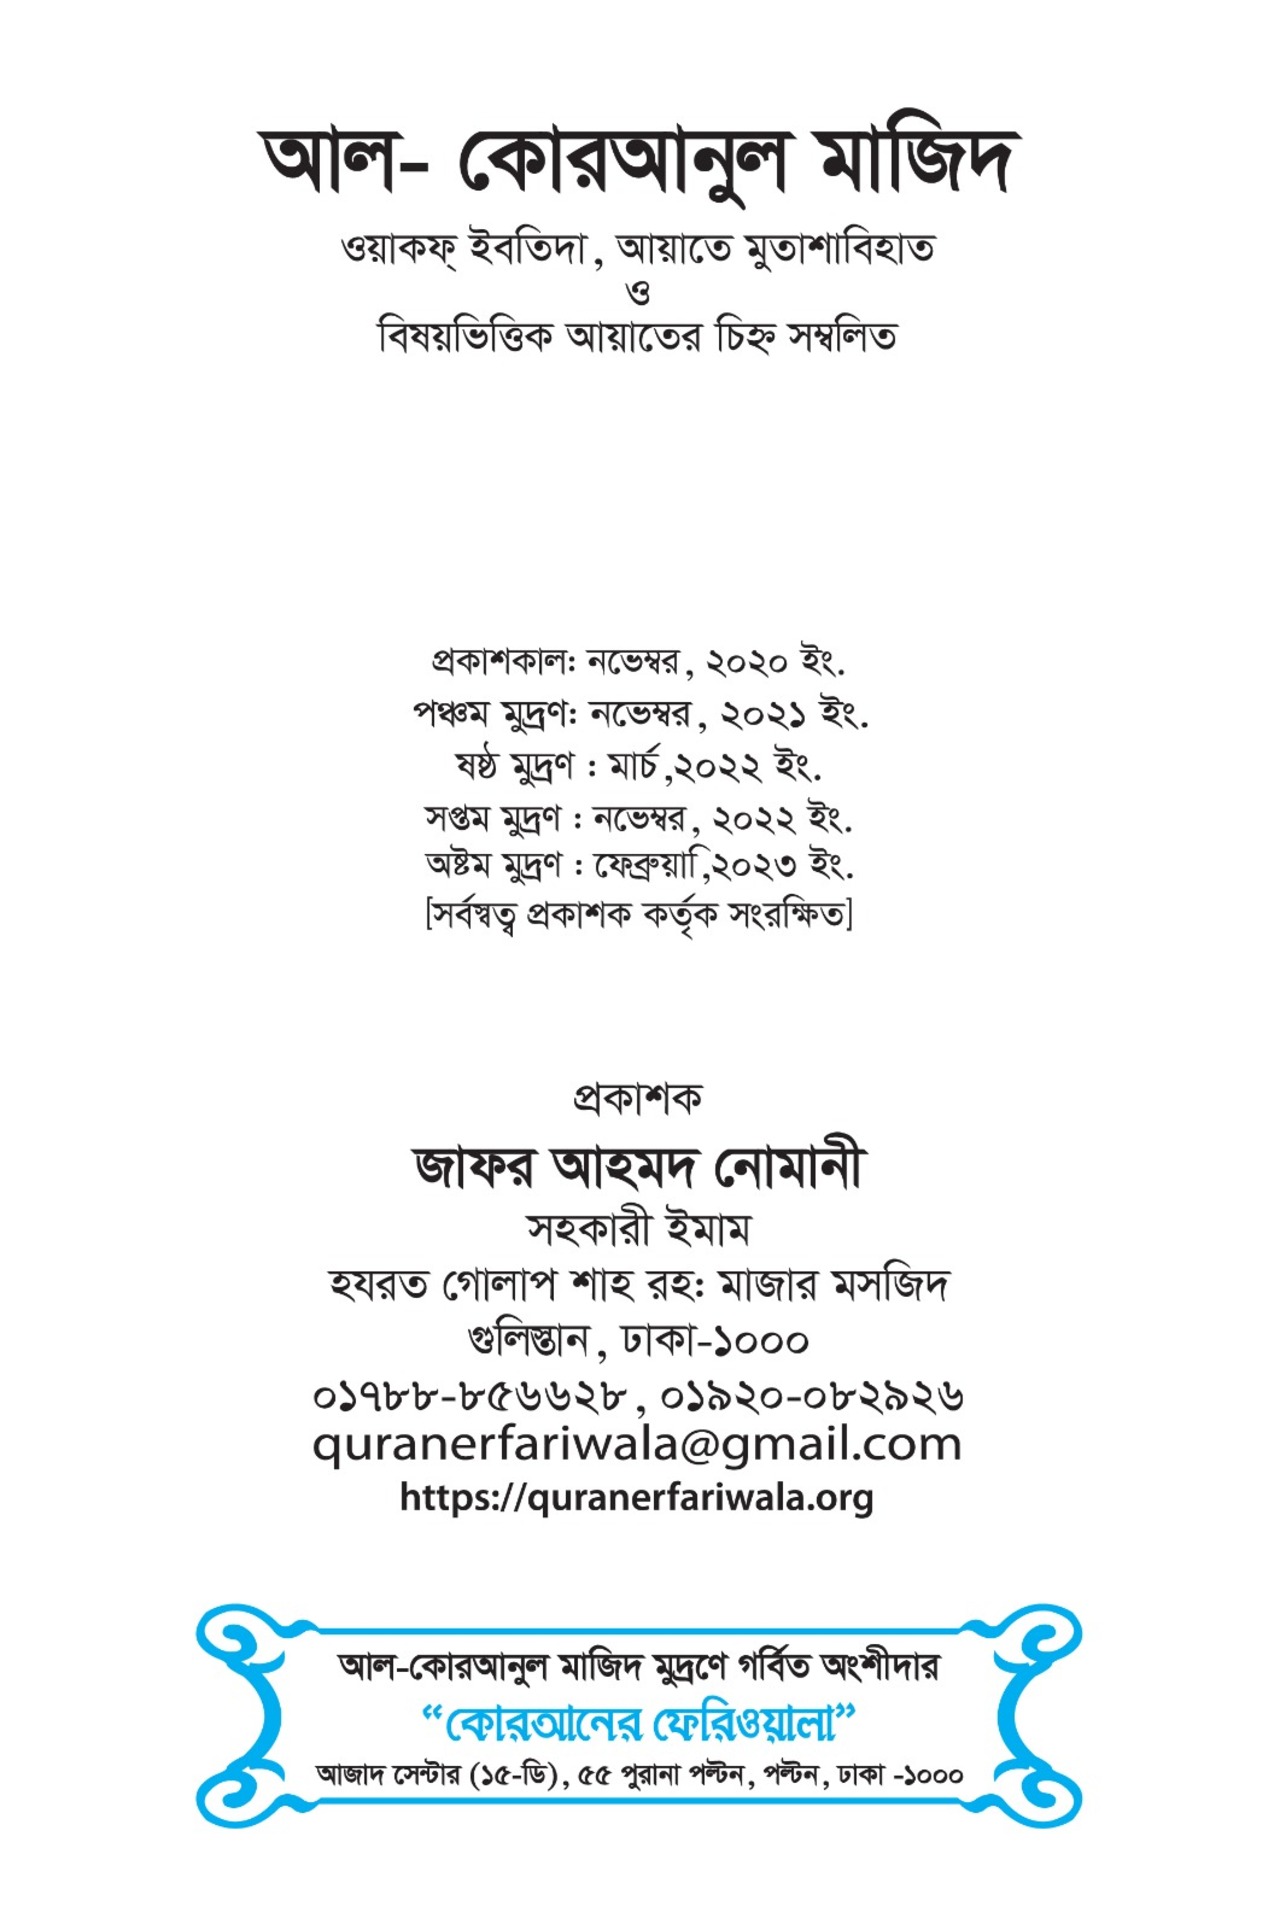 আল- কোরআনুল মাজিদ
ওয়াকফ্ ইবতিদা, আয়াতে মুতাশাবিহাত
ও
বিষয়ভিত্তিক আয়াতের চিহ্ন সম্বলিত
প্রকাশকাল: নভেম্বর, ২০২০ ইং.
পঞ্চম মুদ্রণ: নভেম্বর, ২০২১ ইং.
ষষ্ঠ মুদ্রণ : মার্চ,২০২২ ইং.
সপ্তম মুদ্রণ : নভেম্বর, ২০২২ ইং.
অষ্টম মুদ্রণ : ফেব্রুয়াি,২০২৩ ইং.
[সর্বস্বত্ব প্রকাশক কর্তৃক সংরক্ষিত]
প্রকাশক
জাফর আহমদ নোমানী
সহকারী ইমাম
হযরত গোলাপ শাহ রহ: মাজার মসজিদ
গুলিস্তান, ঢাকা-১০০০
০১৭৮৮-৮৫৬৬২৮, ০১৯২০-০৮২৯২৬
quranerfariwala@gmail.com
https://quranerfariwala.org
আল-কোরআনুল মাজিদ মুদ্রণে গর্বিত অংশীদার
“কোরআনের ফেরিওয়ালা”
আজাদ সেন্টার (১৫-ডি), ৫৫ পুরানা পল্টন, পল্টন, ঢাকা -১০০০